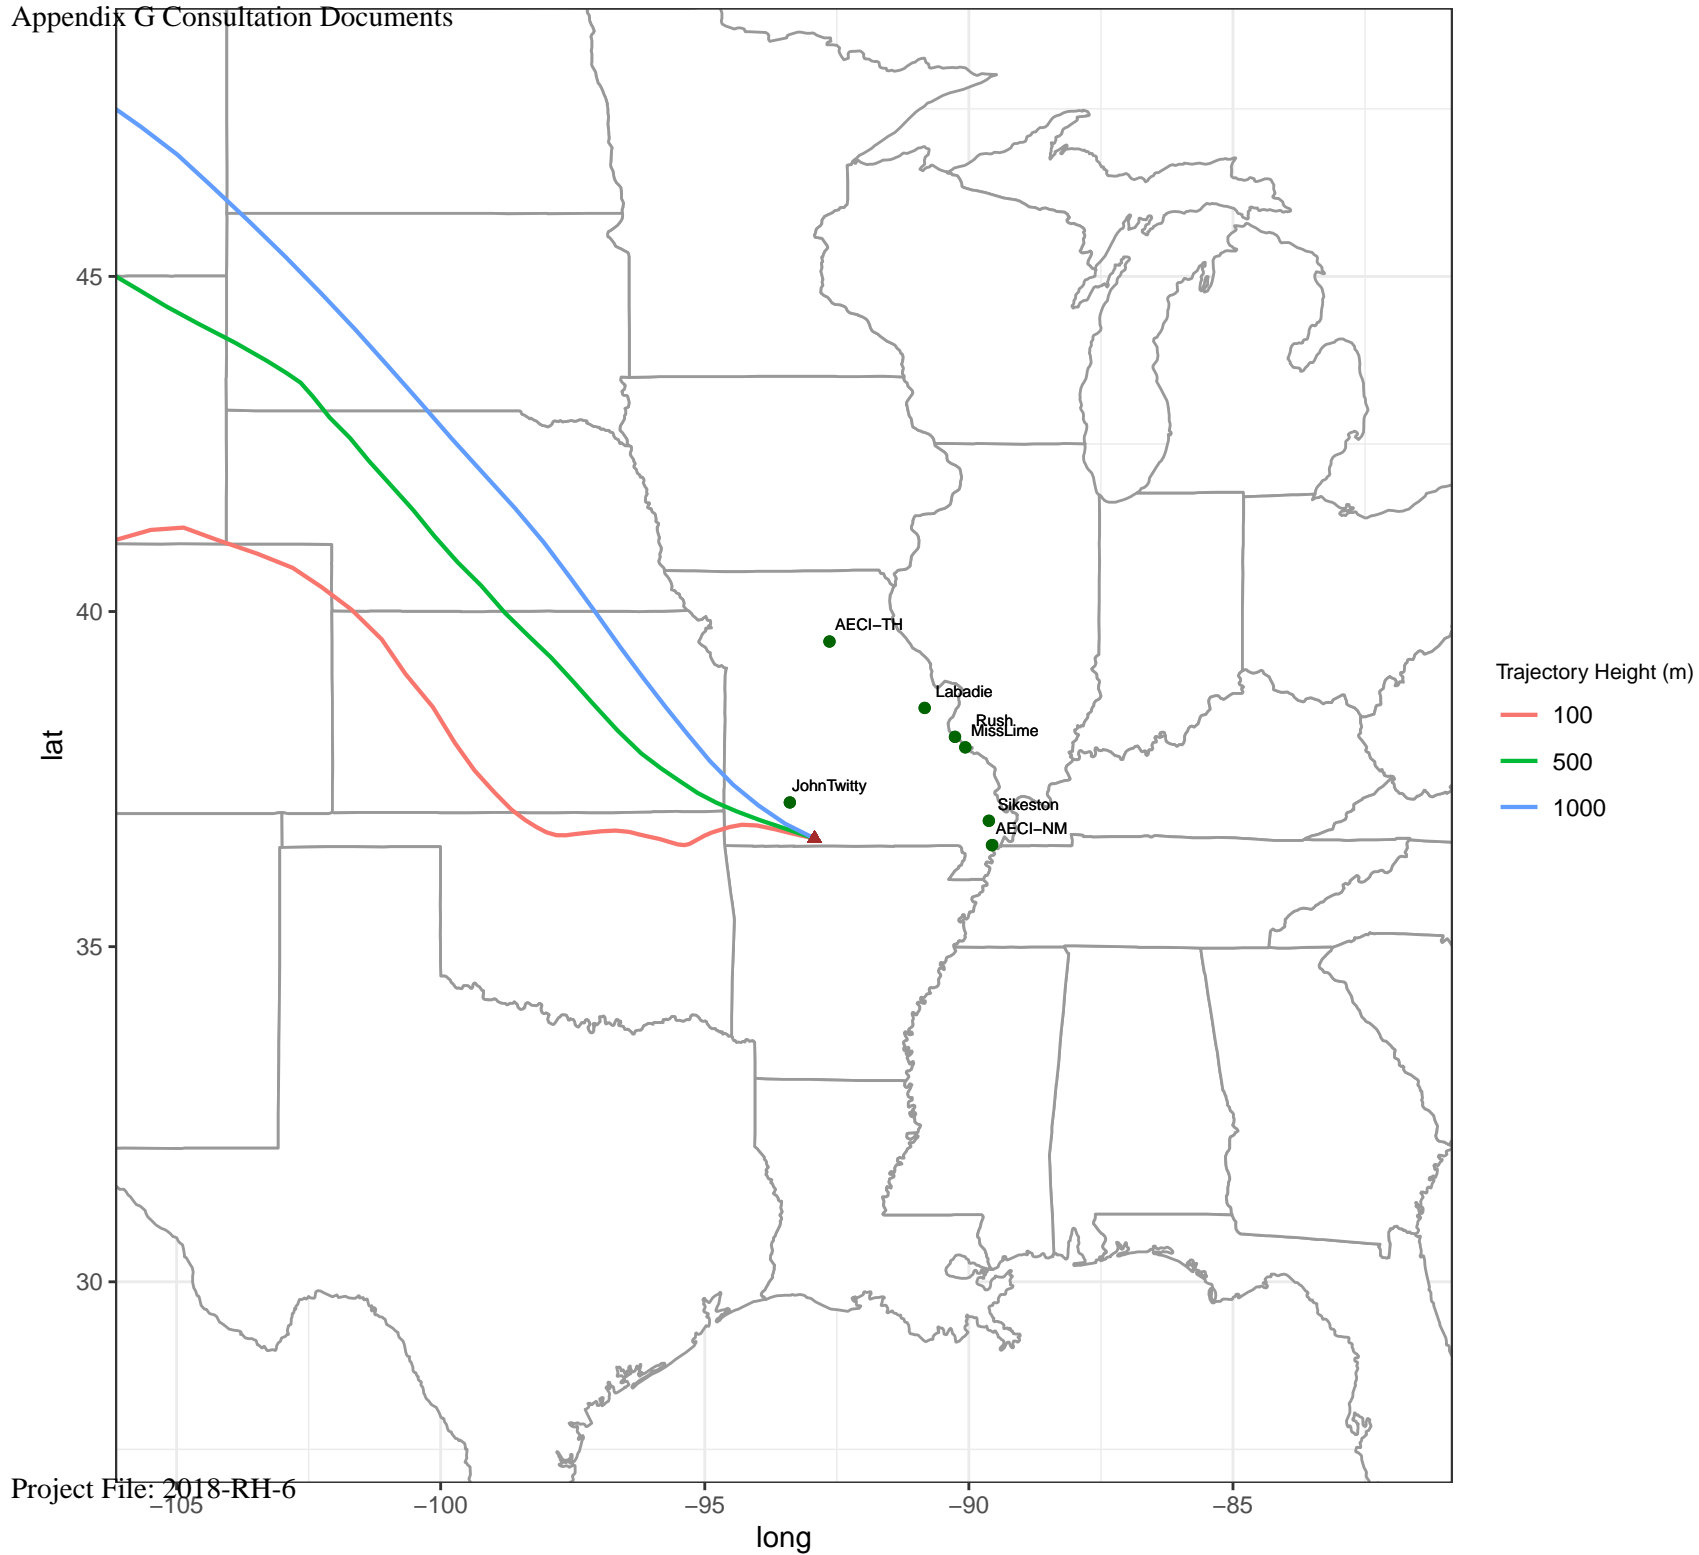 Appendix G Consultation Documents
45
40
35
30
lat
AECI−TH
Labadie
Rush
MissLime
JohnTwitty
Sikeston
AECI−NM
Trajectory Height (m)
100
500
1000
Project File: 2018-RH-6
−105
−100
−95
−90
−85
long